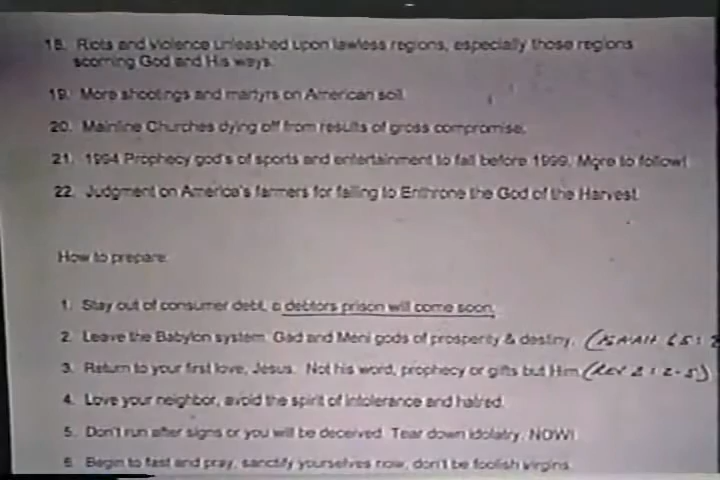 18. Riots and violence unleashed upon lawless regions, especially those regions
scorning God and His ways.
19. More shootings and martyrs on American soil.
20. Mainline Churches dying off from results of gross compromise.
21. 1994 Prophecy god's of sports and entertainment to fall before 1999. More to follow!
22. Judgment on America's farmers for failing to Enthrone the God of the Harvest.
How to prepare:
1. Stay out of consumer debt, a debtors prison will come soon.
2. Leave the Babylon system. Gad and Meni gods of prosperity & destiny. (ISAIAH 65:
3. Return to your first love, Jesus. Not his word, prophecy or gifts but Him (Rev 2:2-5)
4. Love your neighbor, avoid the spirit of intolerance and hatred.
5. Don't run after signs or you will be deceived. Tear down idolatry, NOW!
6. Begin to fast and pray, sanctify yourselves now, don't be foolish virgins.